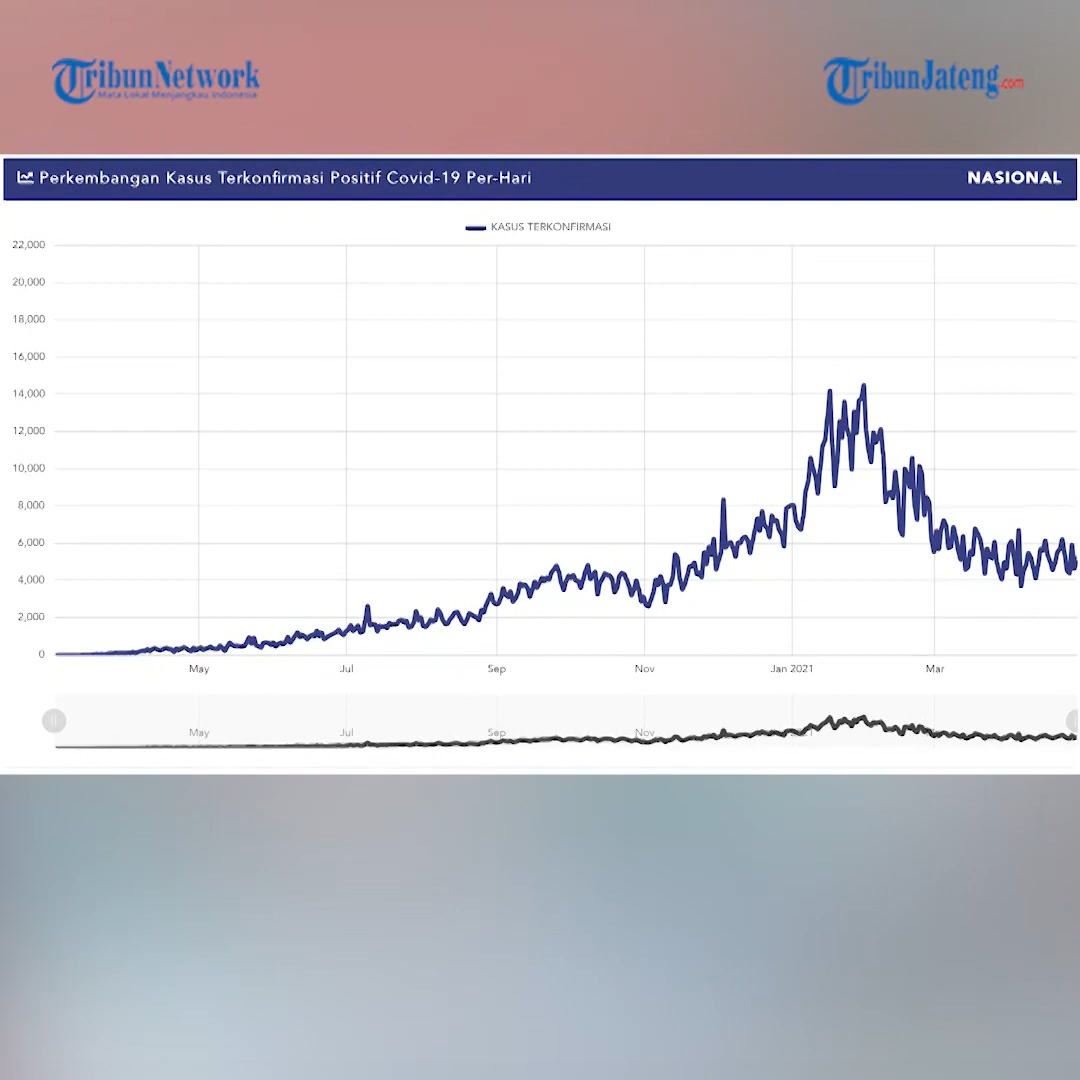 TribunNetwork
Mata Lokal Menjangkau Indonesia
TribunJateng.com
Perkembangan Kasus Terkonfirmasi Positif Covid-19 Per-Hari
NASIONAL
KASUS TERKONFIRMASI
22,000
20,000
18,000
16,000
14,000
12,000
10,000
8,000
6,000
4,000
2,000
0
May Jul Sep Nov Jan 2021 Mar
May Jul Sep Nov